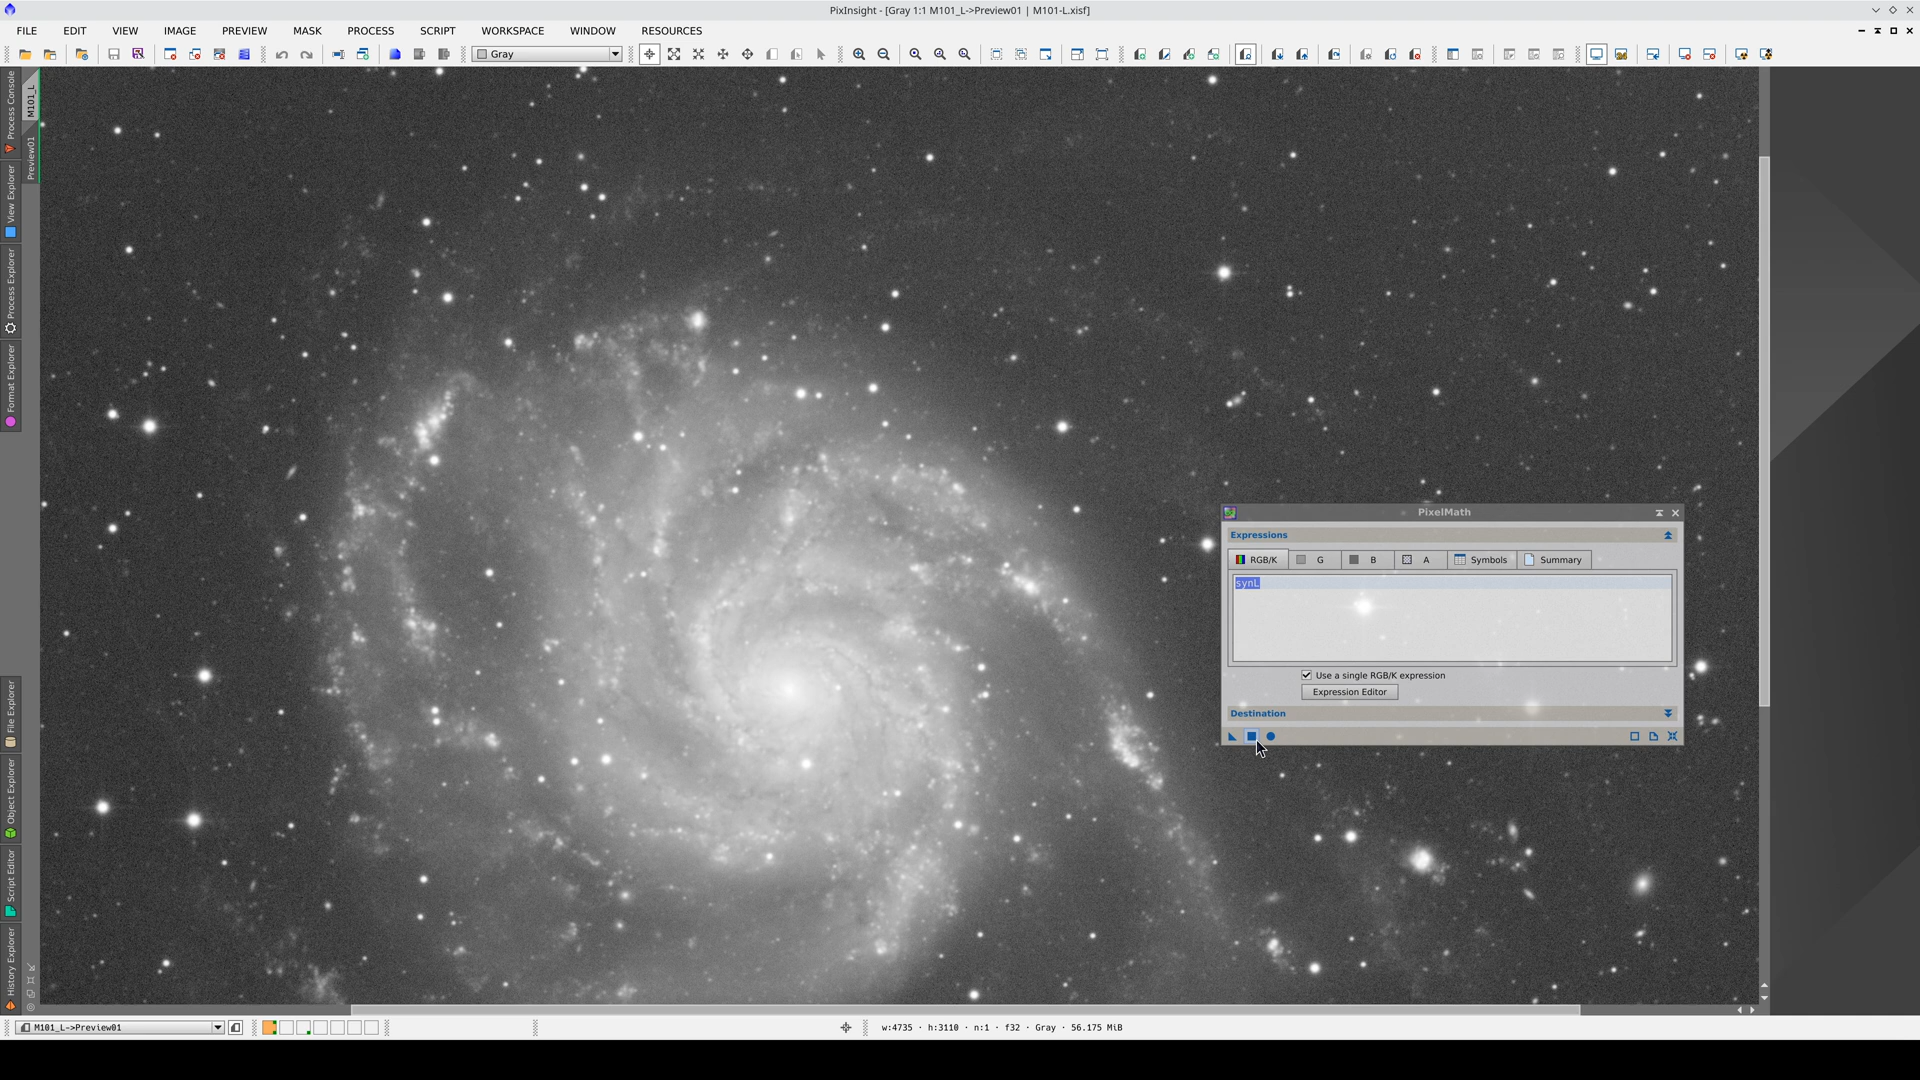 PixInsight - [Gray 1:1 M101_L->Preview01 | M101-L.xisf]
FILE EDIT VIEW IMAGE PREVIEW MASK PROCESS SCRIPT WORKSPACE WINDOW RESOURCES
Gray
Process Console
View Explorer
Process Explorer
Format Explorer
File Explorer
Object Explorer
Script Editor
History Explorer
M101_L
Preview01
PixelMath
Expressions
RGB/K G B A Symbols Summary
synL
Use a single RGB/K expression
Expression Editor
Destination
M101_L->Preview01
w:4735 · h:3110 · n:1 · f32 · Gray · 56.175 MiB